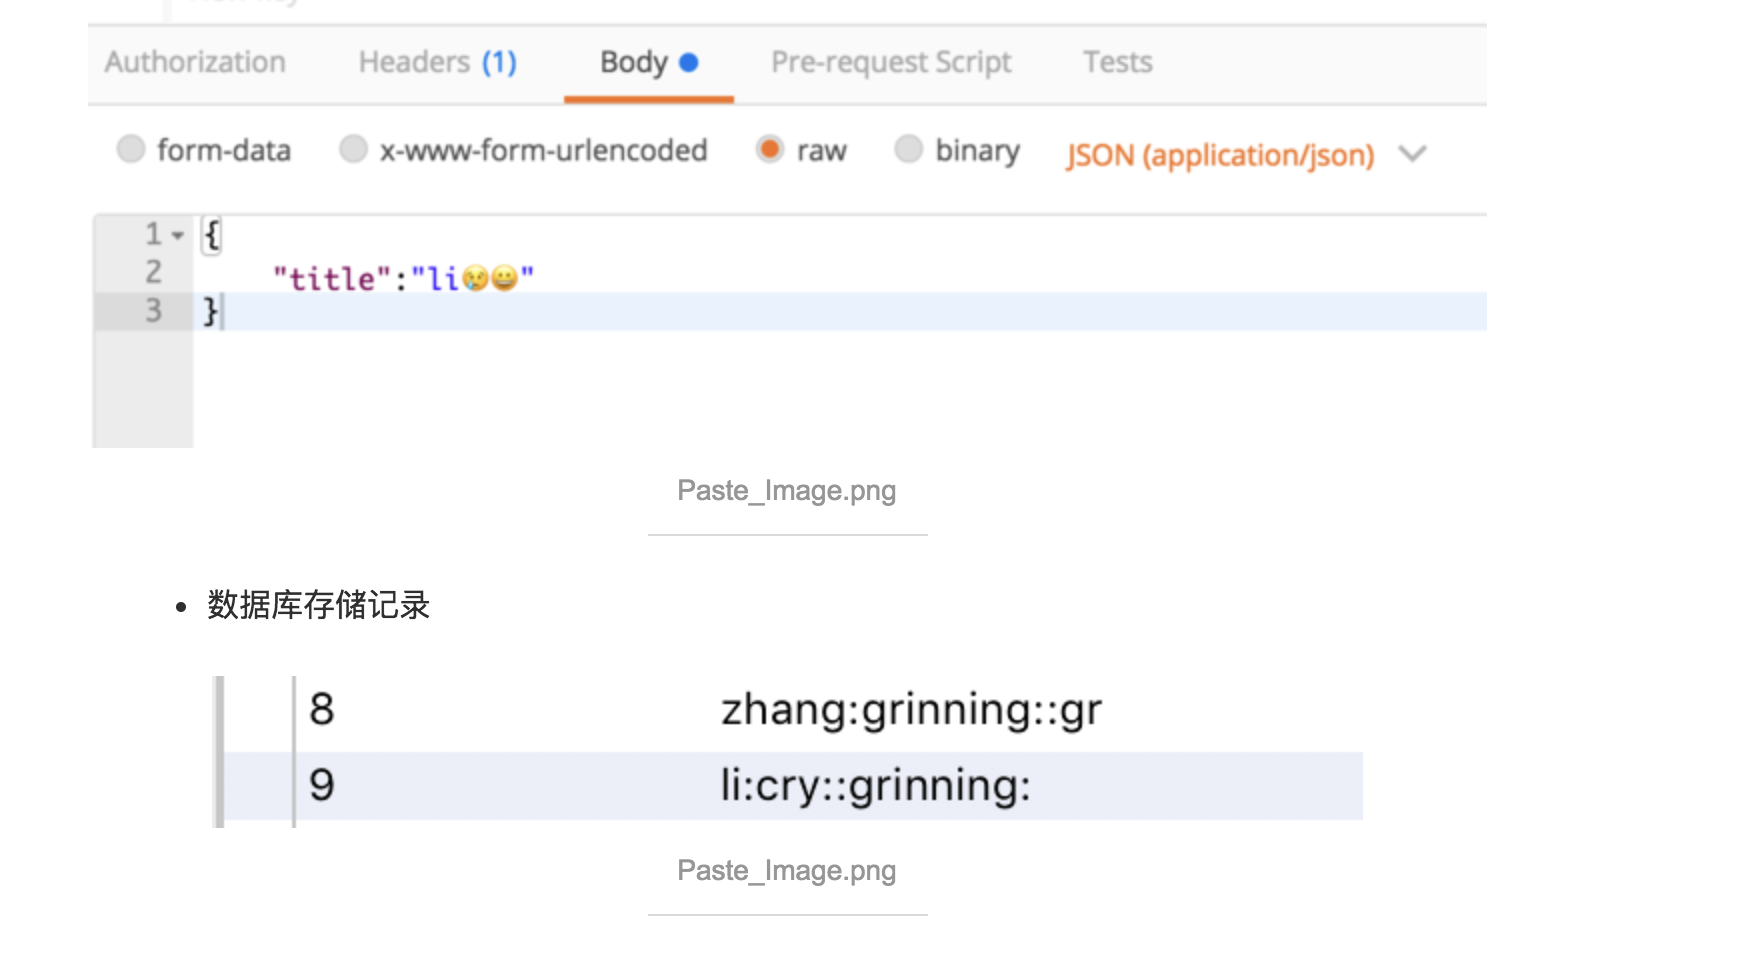 Authorization Headers (1) Body Pre-request Script Tests
form-data x-www-form-urlencoded raw binary JSON (application/json)
1 {
2 "title":"li😢😀"
3 }
Paste_Image.png
• 数据库存储记录
8 zhang:grinning::gr
9 li:cry::grinning:
Paste_Image.png